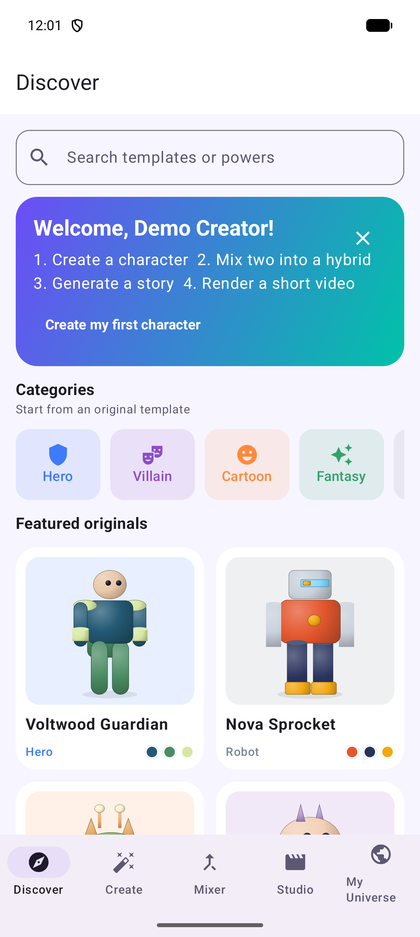 12:01
Discover
Search templates or powers
Welcome, Demo Creator!
1. Create a character  2. Mix two into a hybrid
3. Generate a story  4. Render a short video
Create my first character
Categories
Start from an original template
Hero
Villain
Cartoon
Fantasy
Featured originals
Voltwood Guardian
Nova Sprocket
Hero
Robot
Discover
Create
Mixer
Studio
My
Universe